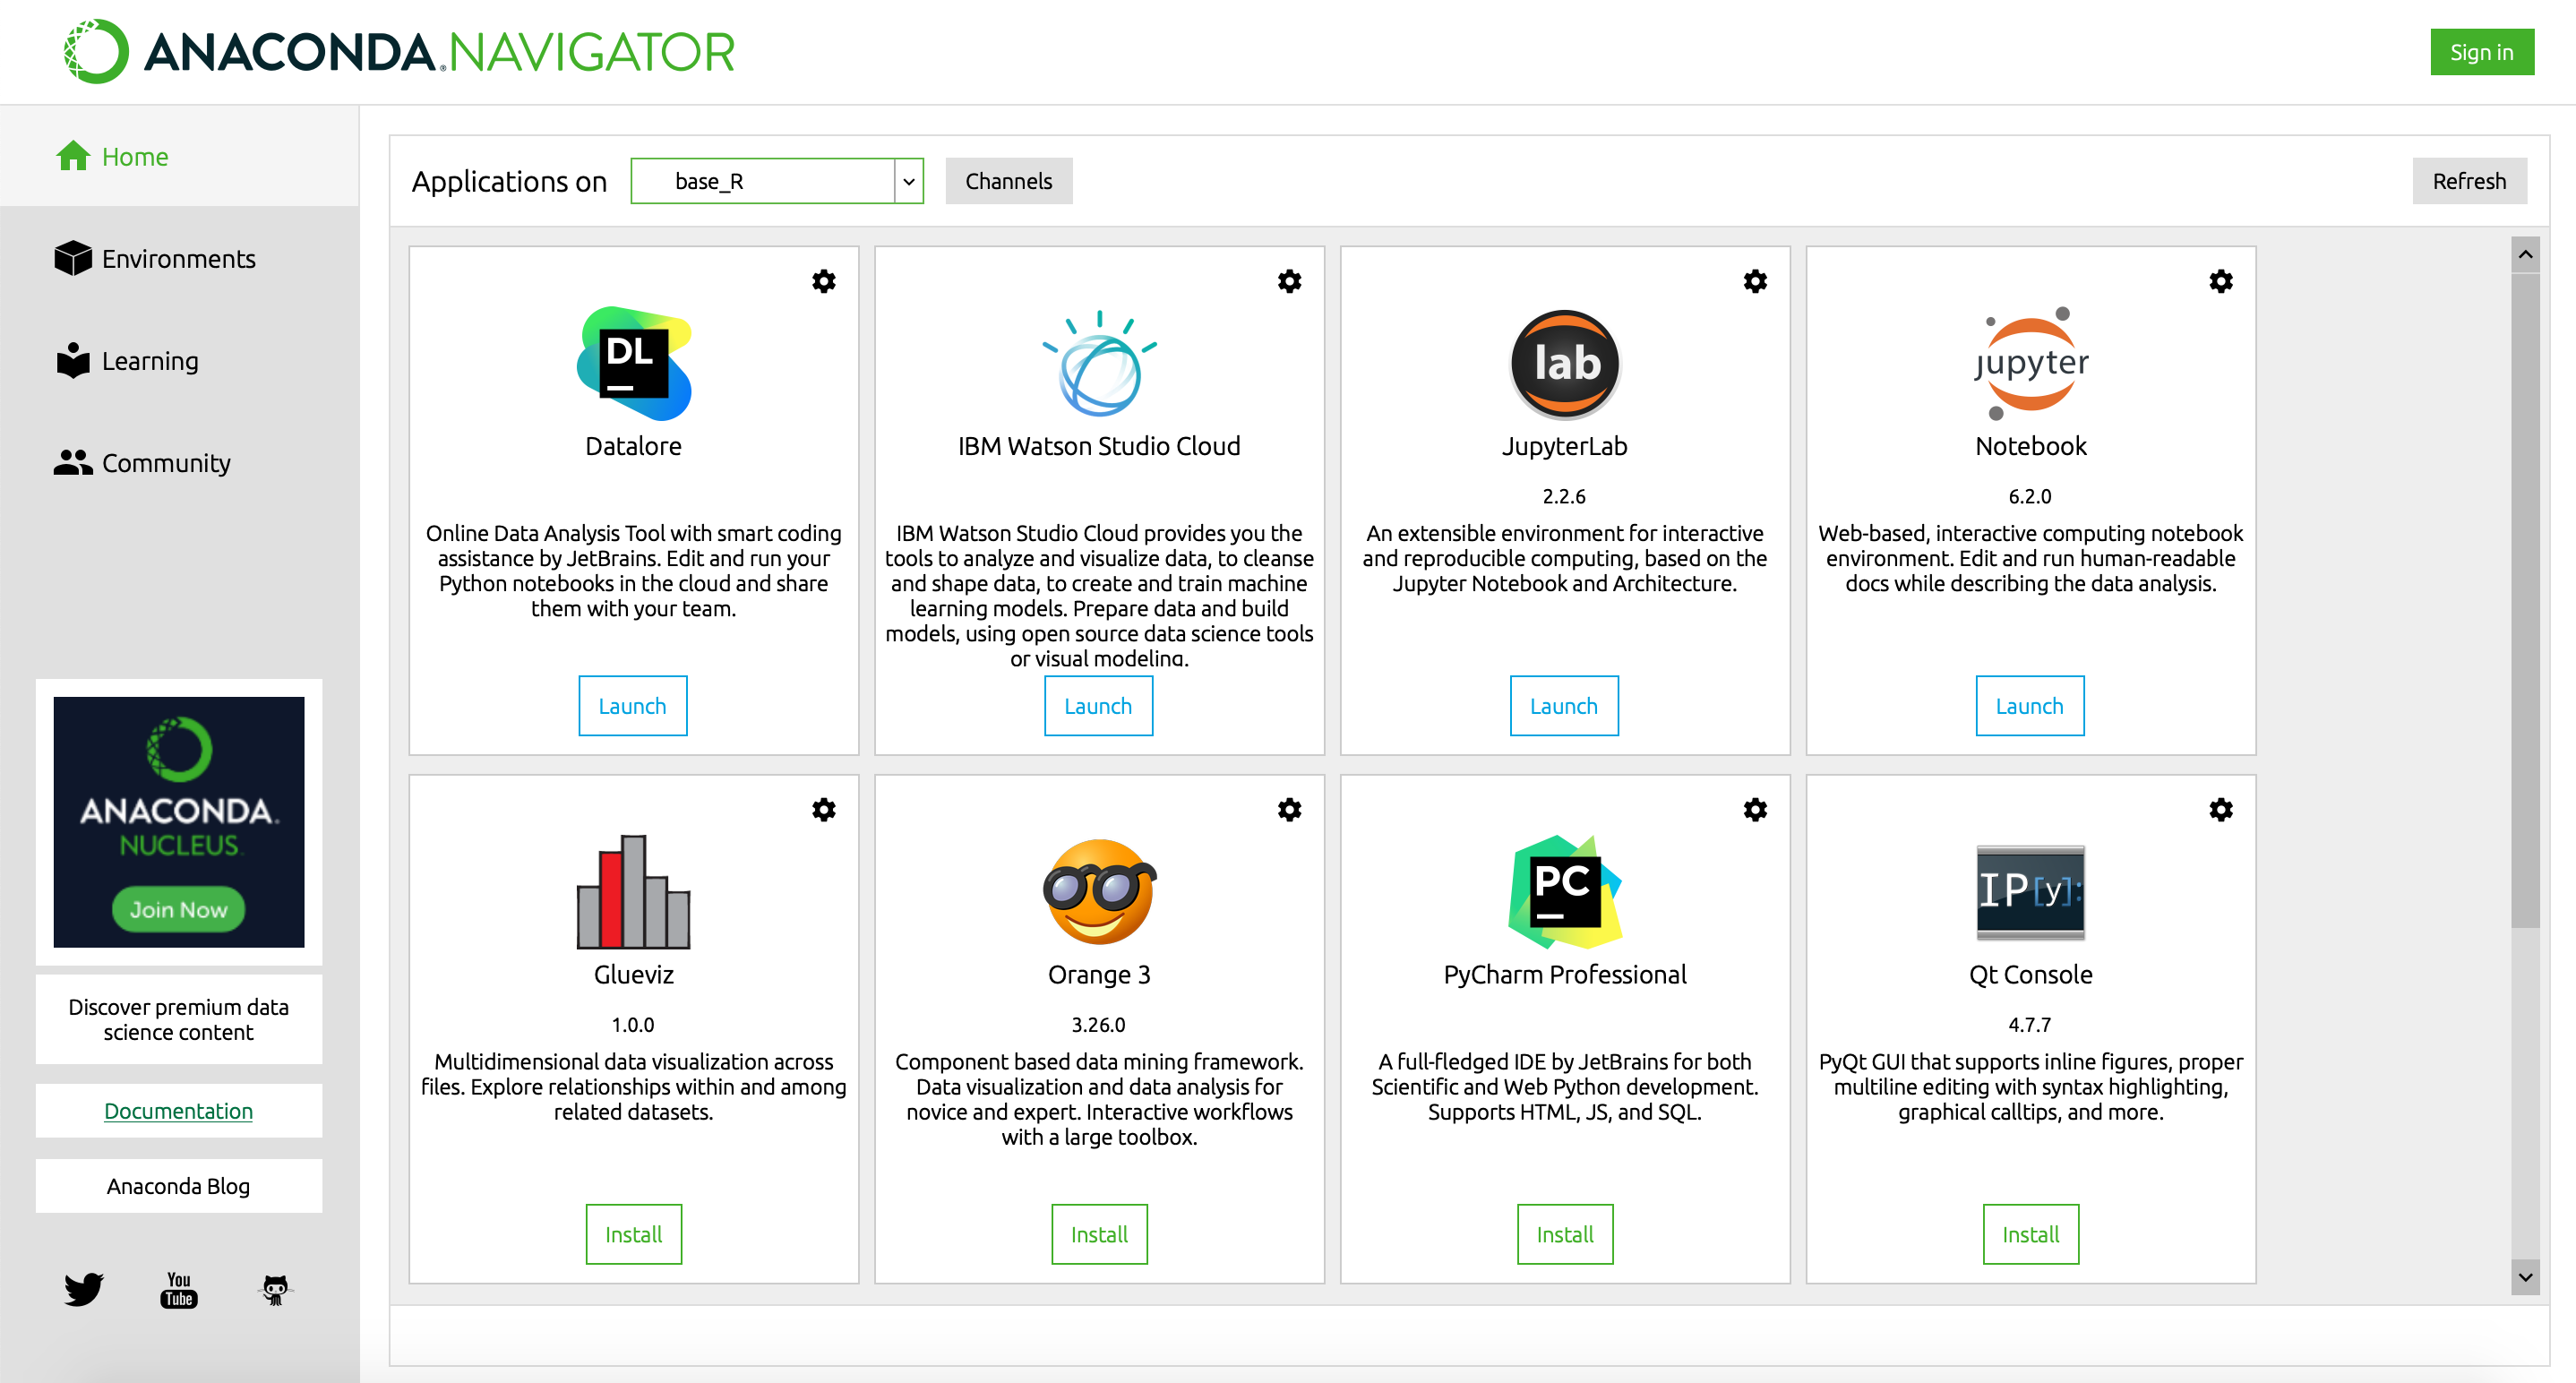 ANACONDA.NAVIGATOR
Sign in
Home
Environments
Learning
Community
ANACONDA.
NUCLEUS
Join Now
Discover premium data
science content
Documentation
Anaconda Blog
You
Tube
Applications on
base_R
Channels
Refresh
DL
Datalore
Online Data Analysis Tool with smart coding
assistance by JetBrains. Edit and run your
Python notebooks in the cloud and share
them with your team.
Launch
IBM Watson Studio Cloud
IBM Watson Studio Cloud provides you the
tools to analyze and visualize data, to cleanse
and shape data, to create and train machine
learning models. Prepare data and build
models, using open source data science tools
or visual modeling.
Launch
lab
JupyterLab
2.2.6
An extensible environment for interactive
and reproducible computing, based on the
Jupyter Notebook and Architecture.
Launch
jupyter
Notebook
6.2.0
Web-based, interactive computing notebook
environment. Edit and run human-readable
docs while describing the data analysis.
Launch
Glueviz
1.0.0
Multidimensional data visualization across
files. Explore relationships within and among
related datasets.
Install
Orange 3
3.26.0
Component based data mining framework.
Data visualization and data analysis for
novice and expert. Interactive workflows
with a large toolbox.
Install
PC
PyCharm Professional
A full-fledged IDE by JetBrains for both
Scientific and Web Python development.
Supports HTML, JS, and SQL.
Install
IP[y]:
Qt Console
4.7.7
PyQt GUI that supports inline figures, proper
multiline editing with syntax highlighting,
graphical calltips, and more.
Install